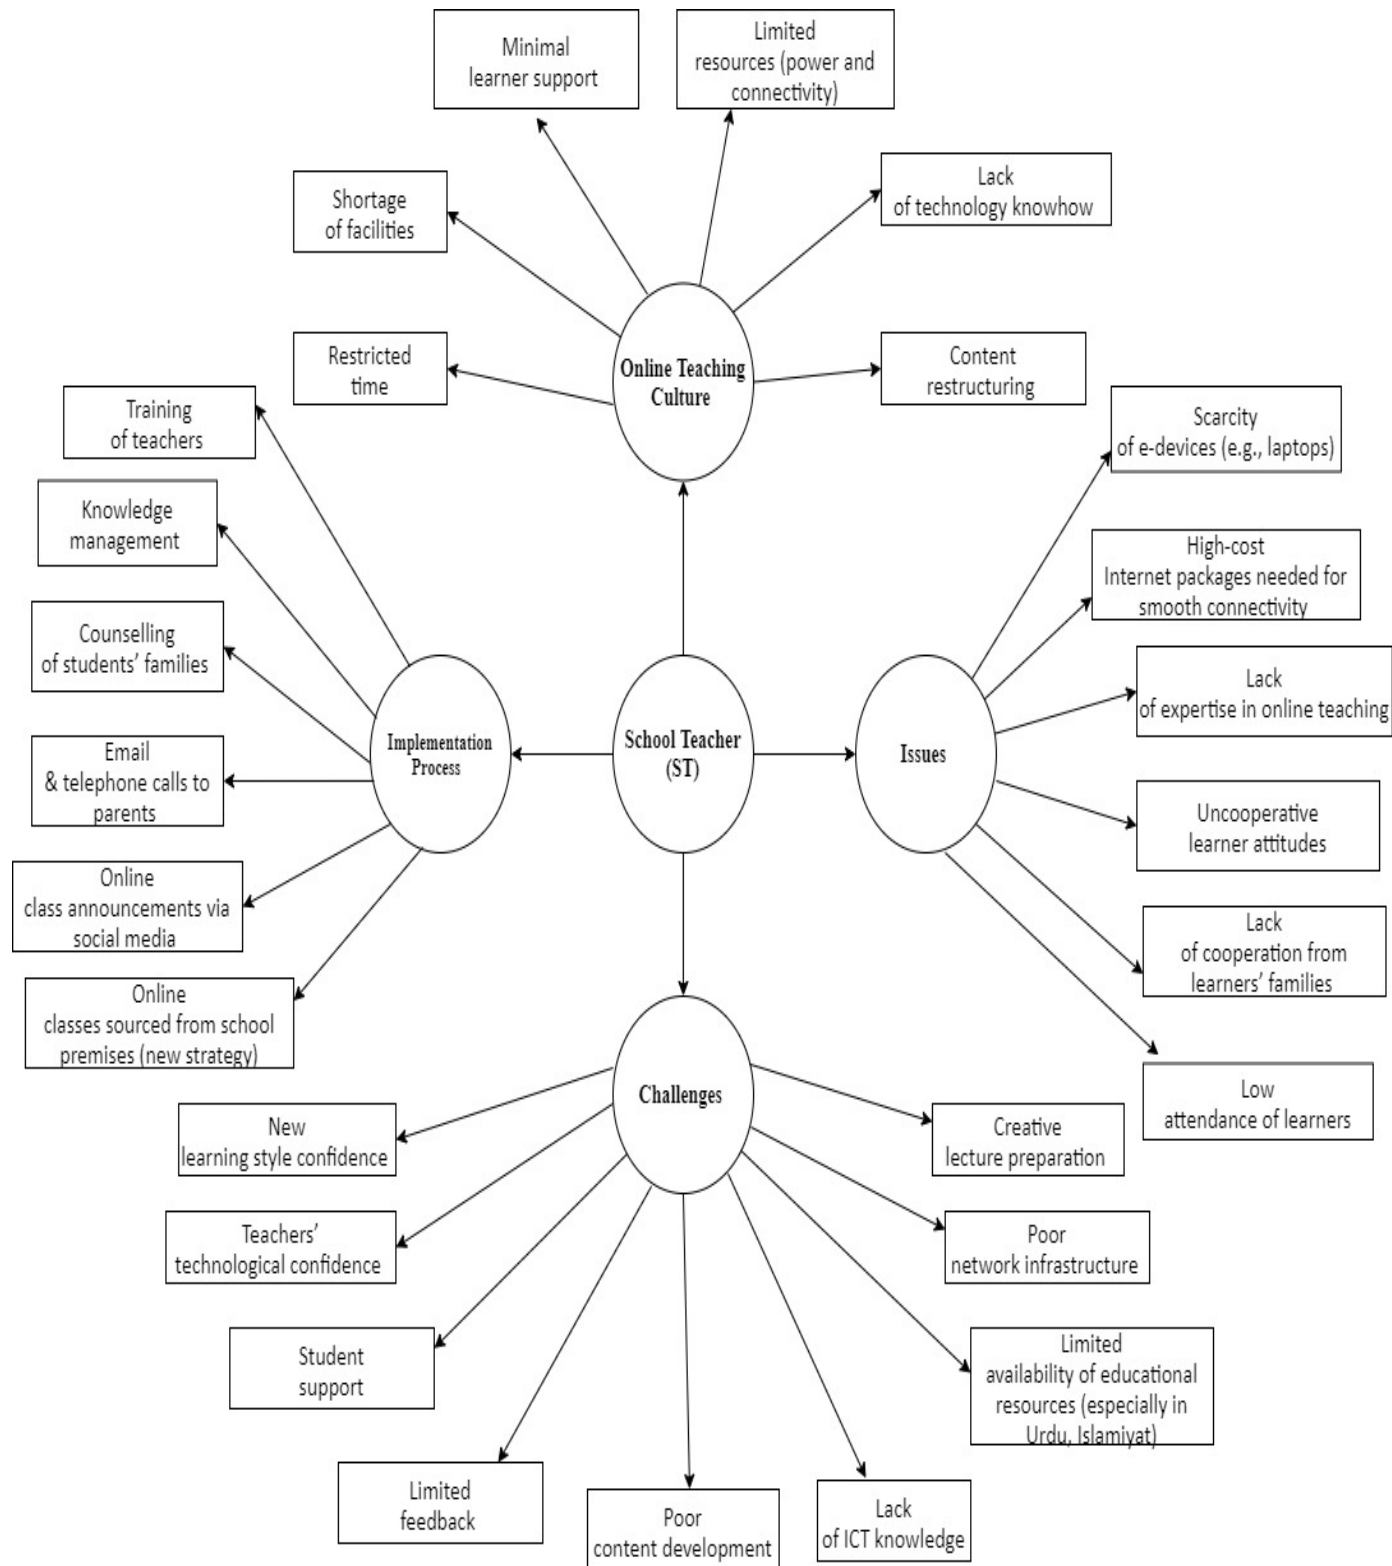 Minimal
learner support
Limited
resources (power and
connectivity)
Shortage
of facilities
Lack
of technology knowhow
Restricted
time
Online Teaching
Culture
Content
restructuring
Training
of teachers
Knowledge
management
Counselling
of students’ families
Email
& telephone calls to
parents
Online
class announcements via
social media
Online
classes sourced from school
premises (new strategy)
Implementation
Process
School Teacher
(ST)
Issues
Scarcity
of e-devices (e.g., laptops)
High-cost
Internet packages needed for
smooth connectivity
Lack
of expertise in online teaching
Uncooperative
learner attitudes
Lack
of cooperation from
learners’ families
Low
attendance of learners
Challenges
New
learning style confidence
Teachers’
technological confidence
Student
support
Limited
feedback
Poor
content development
Lack
of ICT knowledge
Limited
availability of educational
resources (especially in
Urdu, Islamiyat)
Poor
network infrastructure
Creative
lecture preparation